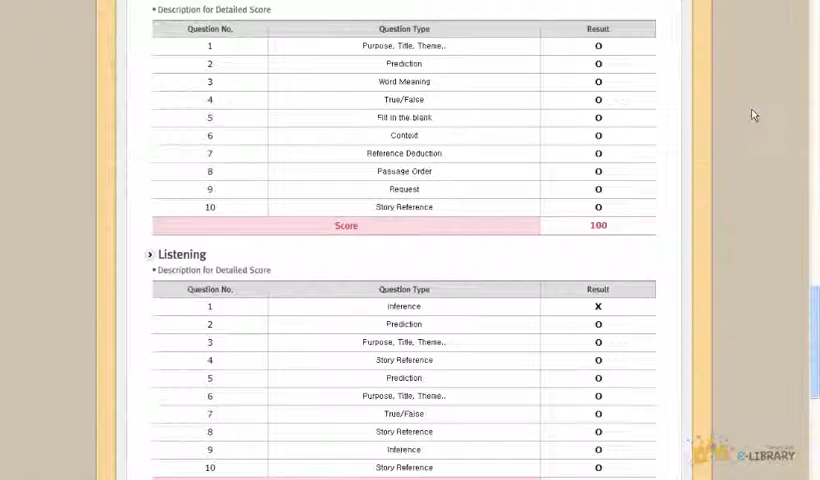 • Description for Detailed Score
Question No. Question Type Result
1 Purpose, Title, Theme.. O
2 Prediction O
3 Word Meaning O
4 True/False O
5 Fill in the blank O
6 Context O
7 Reference Deduction O
8 Passage Order O
9 Request O
10 Story Reference O
Score 100
Listening
• Description for Detailed Score
Question No. Question Type Result
1 Inference X
2 Prediction O
3 Purpose, Title, Theme.. O
4 Story Reference O
5 Prediction O
6 Purpose, Title, Theme.. O
7 True/False O
8 Story Reference O
9 Inference O
10 Story Reference O
e-LIBRARY